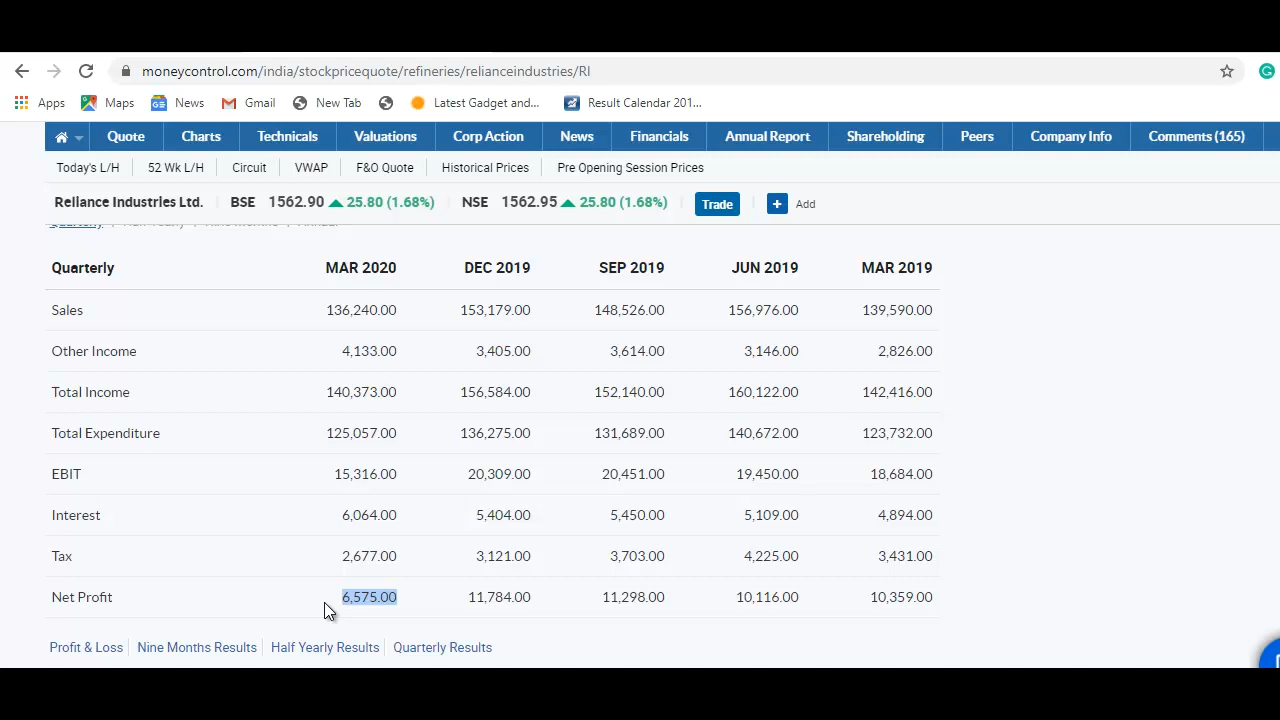 moneycontrol.com/india/stockpricequote/refineries/relianceindustries/RI
Apps Maps News Gmail New Tab Latest Gadget and... Result Calendar 201...
Quote Charts Technicals Valuations Corp Action News Financials Annual Report Shareholding Peers Company Info Comments (165)
Today's L/H 52 Wk L/H Circuit VWAP F&O Quote Historical Prices Pre Opening Session Prices
Reliance Industries Ltd. BSE 1562.90 25.80 (1.68%) NSE 1562.95 25.80 (1.68%) Trade + Add
Quarterly MAR 2020 DEC 2019 SEP 2019 JUN 2019 MAR 2019
Sales 136,240.00 153,179.00 148,526.00 156,976.00 139,590.00
Other Income 4,133.00 3,405.00 3,614.00 3,146.00 2,826.00
Total Income 140,373.00 156,584.00 152,140.00 160,122.00 142,416.00
Total Expenditure 125,057.00 136,275.00 131,689.00 140,672.00 123,732.00
EBIT 15,316.00 20,309.00 20,451.00 19,450.00 18,684.00
Interest 6,064.00 5,404.00 5,450.00 5,109.00 4,894.00
Tax 2,677.00 3,121.00 3,703.00 4,225.00 3,431.00
Net Profit 6,575.00 11,784.00 11,298.00 10,116.00 10,359.00
Profit & Loss Nine Months Results Half Yearly Results Quarterly Results